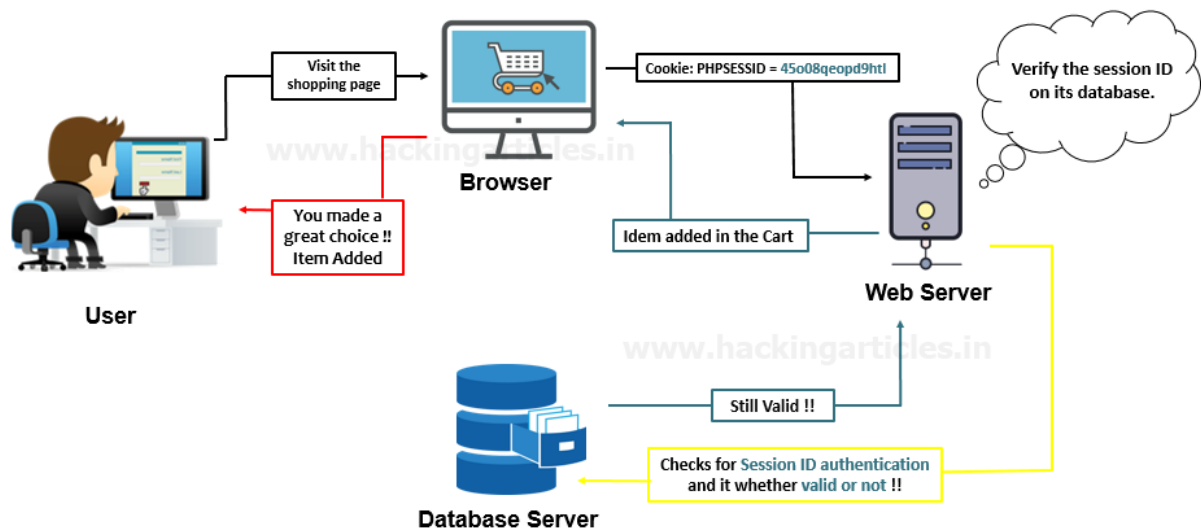 Visit the
shopping page
Cookie: PHPSESSID = 45o08qeopd9htl
Verify the session ID
on its database.
www.hackingarticles.in
Browser
You made a
great choice !!
Item Added
Idem added in the Cart
User
Web Server
www.hackingarticles.in
Still Valid !!
Checks for Session ID authentication
and it whether valid or not !!
Database Server